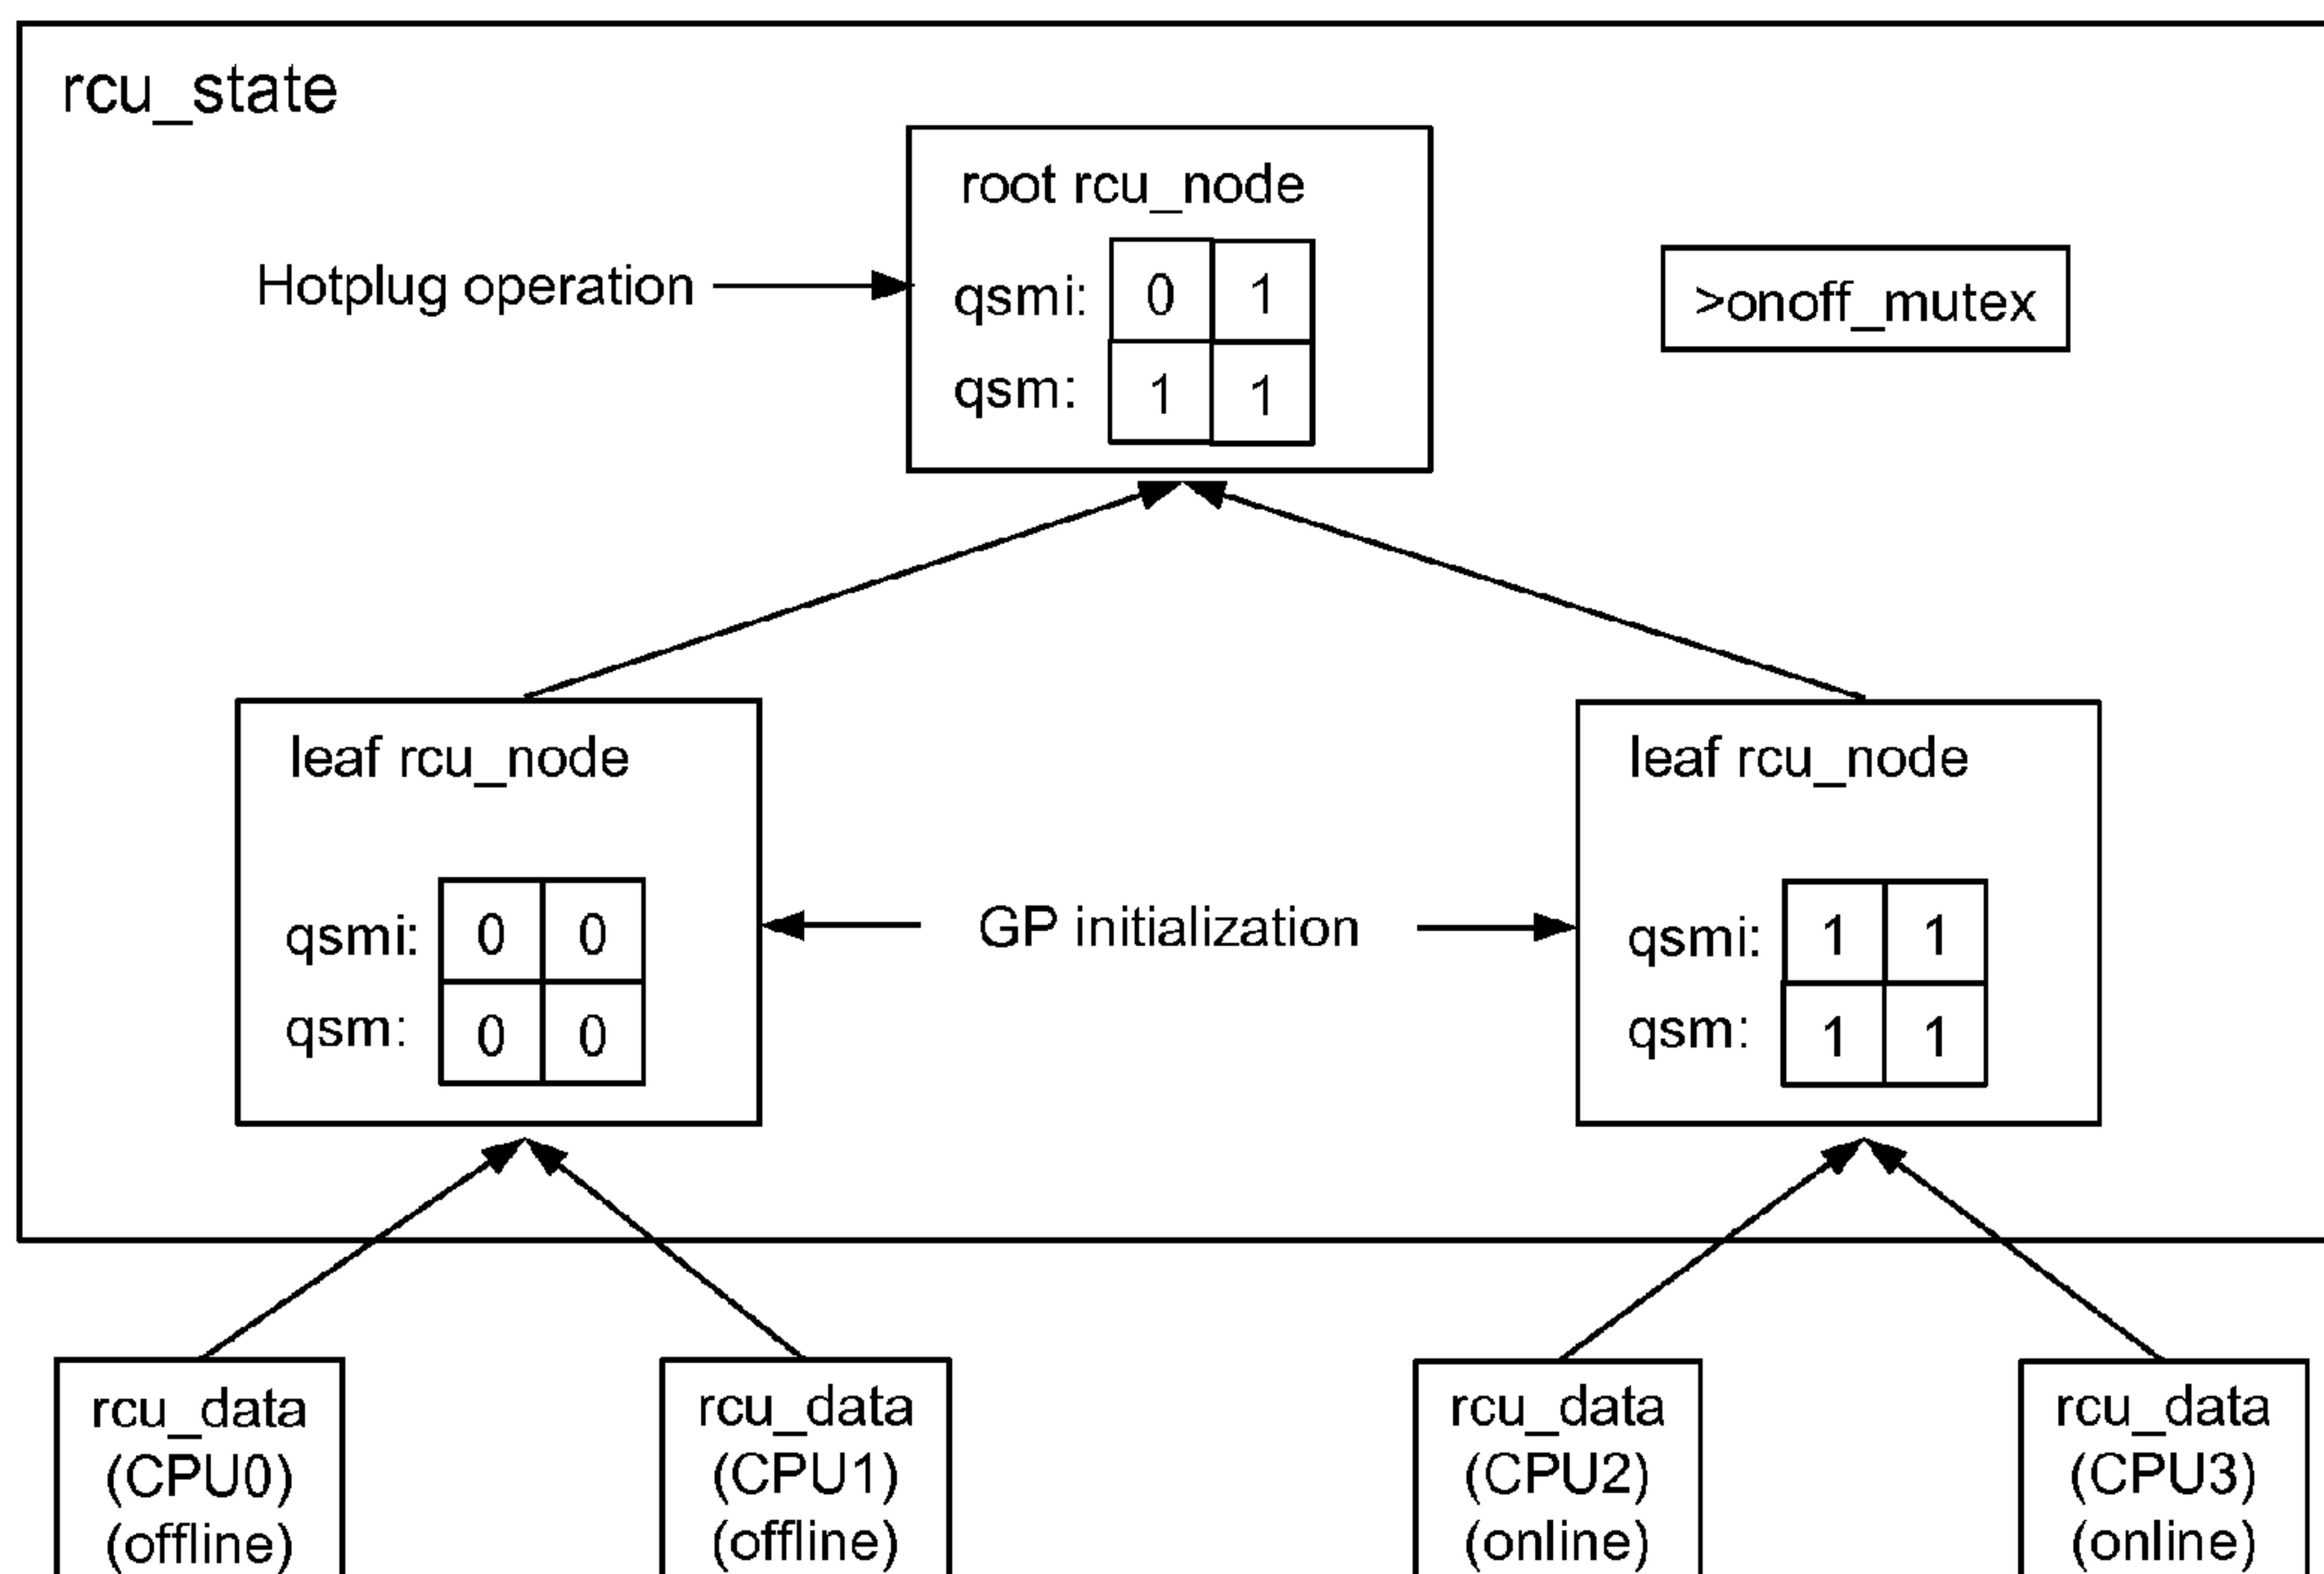 rcu_state
root rcu_node
Hotplug operation
qsmi: 0 1
qsm: 1 1
>onoff_mutex
leaf rcu_node
qsmi: 0 0
qsm: 0 0
GP initialization
leaf rcu_node
qsmi: 1 1
qsm: 1 1
rcu_data
(CPU0)
(offline)
rcu_data
(CPU1)
(offline)
rcu_data
(CPU2)
(online)
rcu_data
(CPU3)
(online)